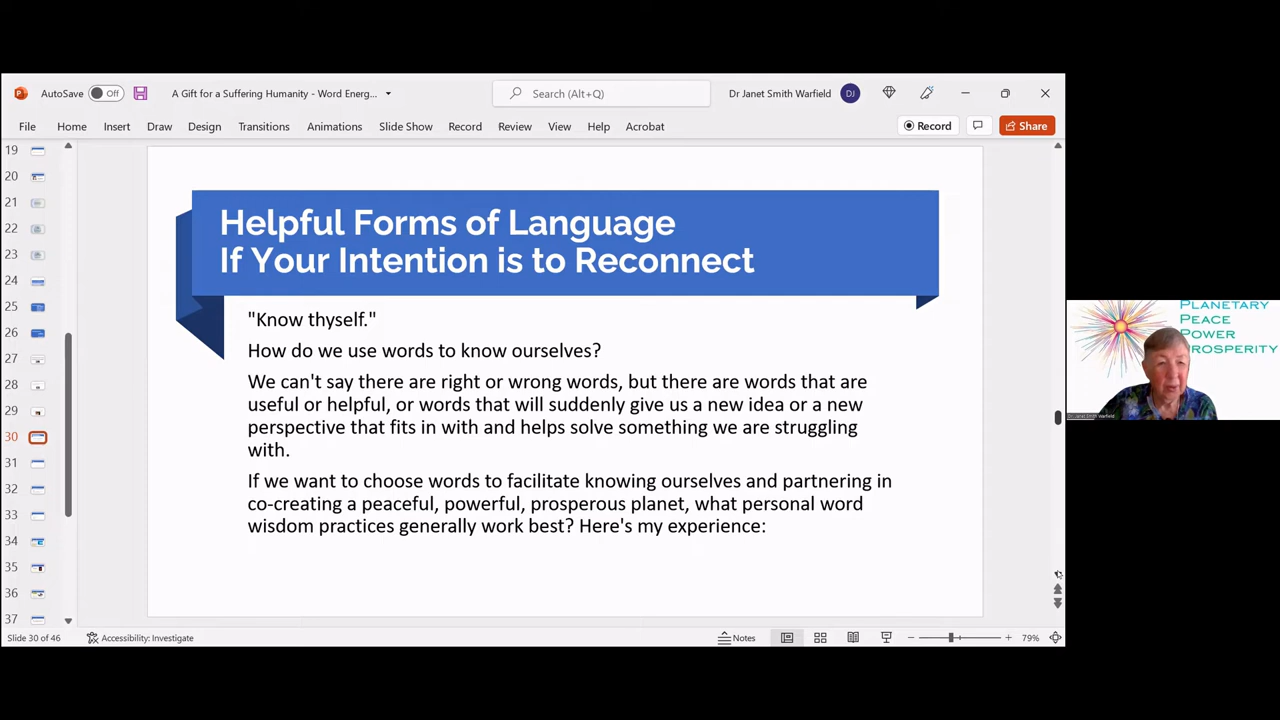 AutoSave Off A Gift for a Suffering Humanity - Word Energ... Search (Alt+Q) Dr Janet Smith Warfield DJ
File Home Insert Draw Design Transitions Animations Slide Show Record Review View Help Acrobat Record Share
19
20
21
22
23
24
25
26
27
28
29
30
31
32
33
34
35
36
37
Helpful Forms of Language
If Your Intention is to Reconnect
"Know thyself."
How do we use words to know ourselves?
We can't say there are right or wrong words, but there are words that are
useful or helpful, or words that will suddenly give us a new idea or a new
perspective that fits in with and helps solve something we are struggling
with.
If we want to choose words to facilitate knowing ourselves and partnering in
co-creating a peaceful, powerful, prosperous planet, what personal word
wisdom practices generally work best? Here's my experience:
PLANETARY
PEACE
POWER
PROSPERITY
Dr. Janet Smith Warfield
Slide 30 of 46 Accessibility: Investigate Notes 79%